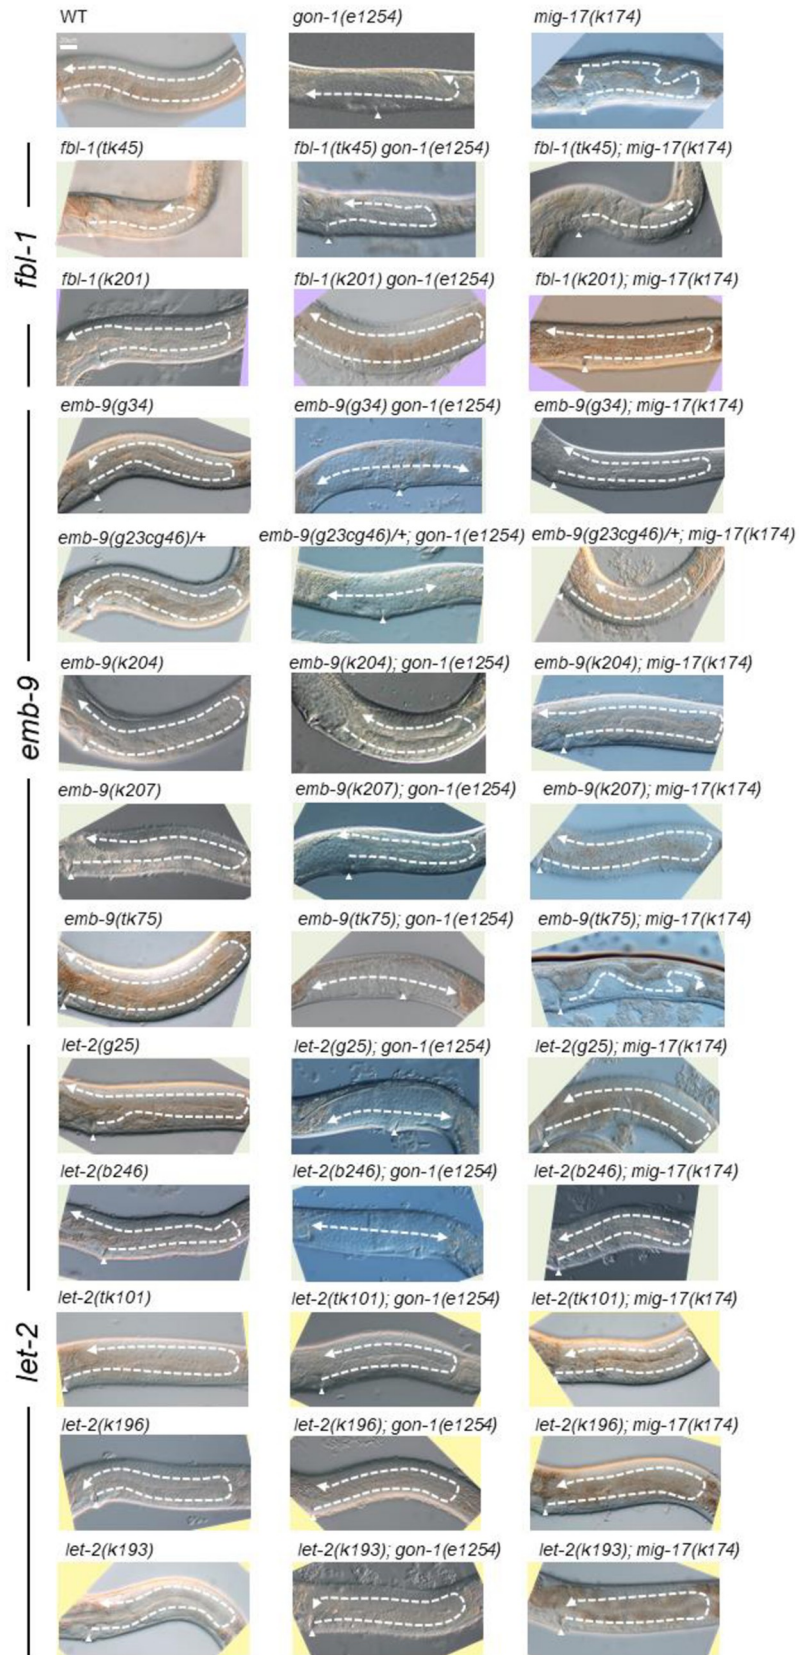 WT
gon-1(e1254)
mig-17(k174)
20μm
fbl-1
fbl-1(tk45)
fbl-1(tk45) gon-1(e1254)
fbl-1(tk45); mig-17(k174)
fbl-1(k201)
fbl-1(k201) gon-1(e1254)
fbl-1(k201); mig-17(k174)
emb-9
emb-9(g34)
emb-9(g34) gon-1(e1254)
emb-9(g34); mig-17(k174)
emb-9(g23cg46)/+
emb-9(g23cg46)/+; gon-1(e1254)
emb-9(g23cg46)/+; mig-17(k174)
emb-9(k204)
emb-9(k204); gon-1(e1254)
emb-9(k204); mig-17(k174)
emb-9(k207)
emb-9(k207); gon-1(e1254)
emb-9(k207); mig-17(k174)
emb-9(tk75)
emb-9(tk75); gon-1(e1254)
emb-9(tk75); mig-17(k174)
let-2
let-2(g25)
let-2(g25); gon-1(e1254)
let-2(g25); mig-17(k174)
let-2(b246)
let-2(b246); gon-1(e1254)
let-2(b246); mig-17(k174)
let-2(tk101)
let-2(tk101); gon-1(e1254)
let-2(tk101); mig-17(k174)
let-2(k196)
let-2(k196); gon-1(e1254)
let-2(k196); mig-17(k174)
let-2(k193)
let-2(k193); gon-1(e1254)
let-2(k193); mig-17(k174)